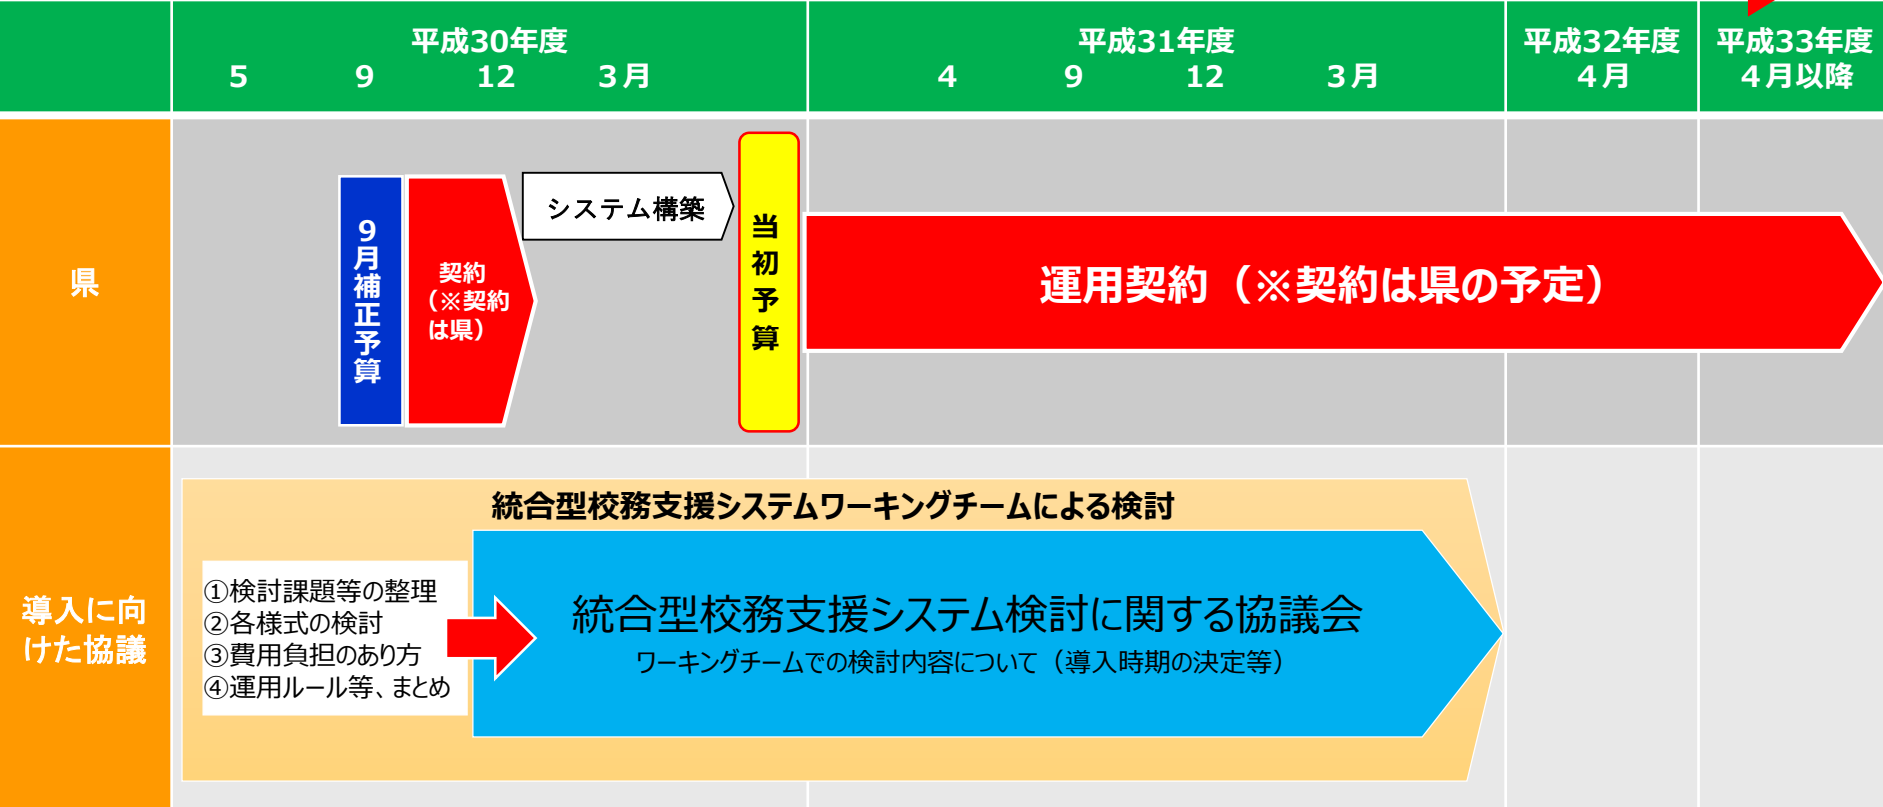 平成30年度
5 9 12 3月
平成31年度
4 9 12 3月
平成32年度
4月
平成33年度
4月以降
県
9月補正予算
契約
（※契約
は県）
システム構築
当初予算
運用契約（※契約は県の予定）
導入に向
けた協議
統合型校務支援システムワーキングチームによる検討
①検討課題等の整理
②各様式の検討
③費用負担のあり方
④運用ルール等、まとめ
統合型校務支援システム検討に関する協議会
ワーキングチームでの検討内容について（導入時期の決定等）